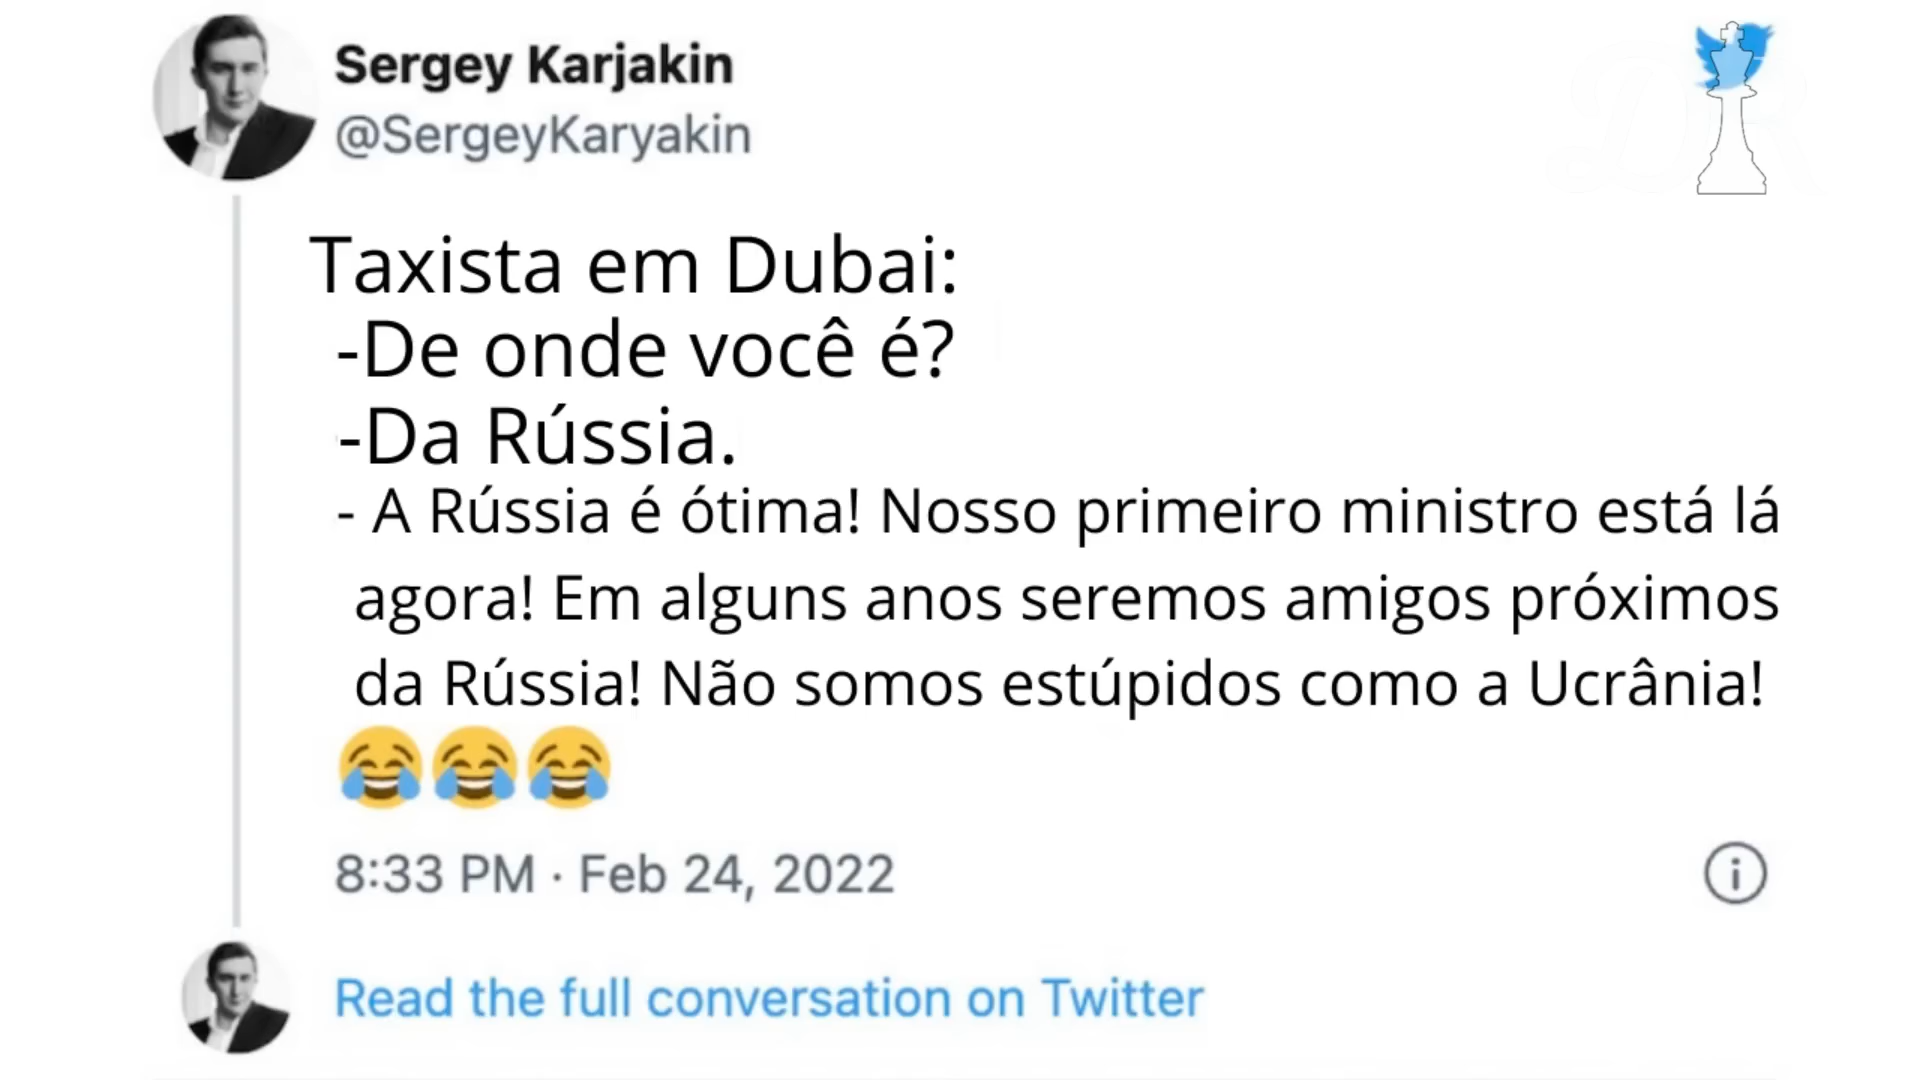 Sergey Karjakin
@SergeyKaryakin
Taxista em Dubai:
-De onde você é?
-Da Rússia.
- A Rússia é ótima! Nosso primeiro ministro está lá
agora! Em alguns anos seremos amigos próximos
da Rússia! Não somos estúpidos como a Ucrânia!
😂😂😂
8:33 PM · Feb 24, 2022
Read the full conversation on Twitter